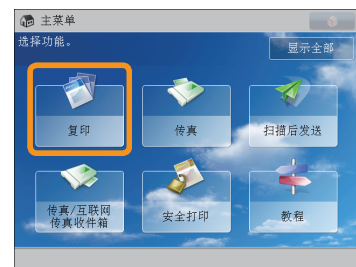 主菜单
选择功能。
显示全部
复印
传真
扫描后发送
传真/互联网
传真收件箱
安全打印
教程